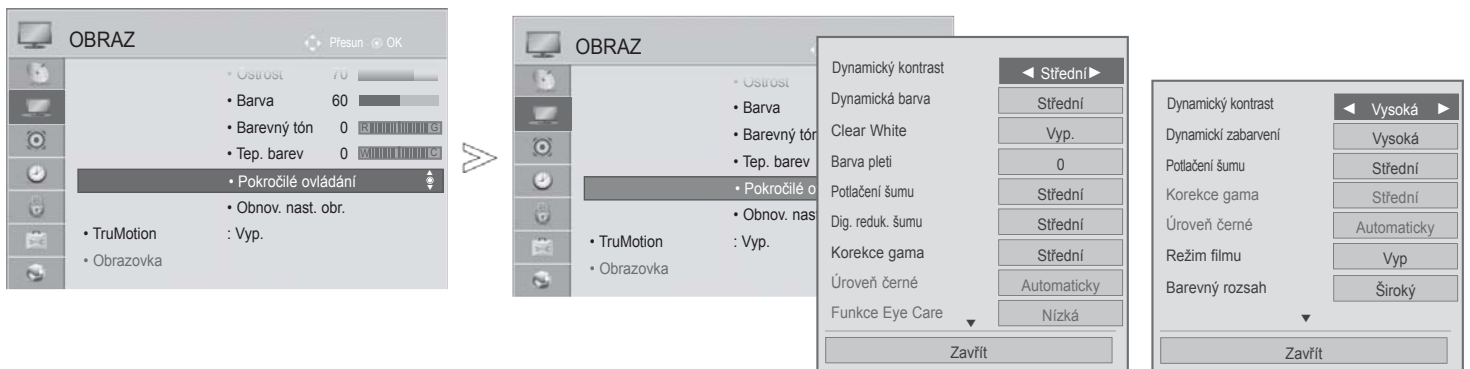 OBRAZ
Přesun OK
• Ostrost 70
• Barva 60
• Barevný tón 0 R G
• Tep. barev 0 W C
• Pokročilé ovládání
• Obnov. nast. obr.
• TruMotion : Vyp.
• Obrazovka
OBRAZ
• Ostrost
• Barva
• Barevný tón
• Tep. barev
• Pokročilé o
• Obnov. nas
• TruMotion : Vyp.
• Obrazovka
Dynamický kontrast ◄ Střední►
Dynamická barva Střední
Clear White Vyp.
Barva pleti 0
Potlačení šumu Střední
Dig. reduk. šumu Střední
Korekce gama Střední
Úroveň černé Automaticky
Funkce Eye Care Nízká
▼
Zavřít
Dynamický kontrast ◄ Vysoká ►
Dynamickí zabarvení Vysoká
Potlačení šumu Střední
Korekce gama Střední
Úroveň černé Automaticky
Režim filmu Vyp
Barevný rozsah Široký
▼
Zavřít